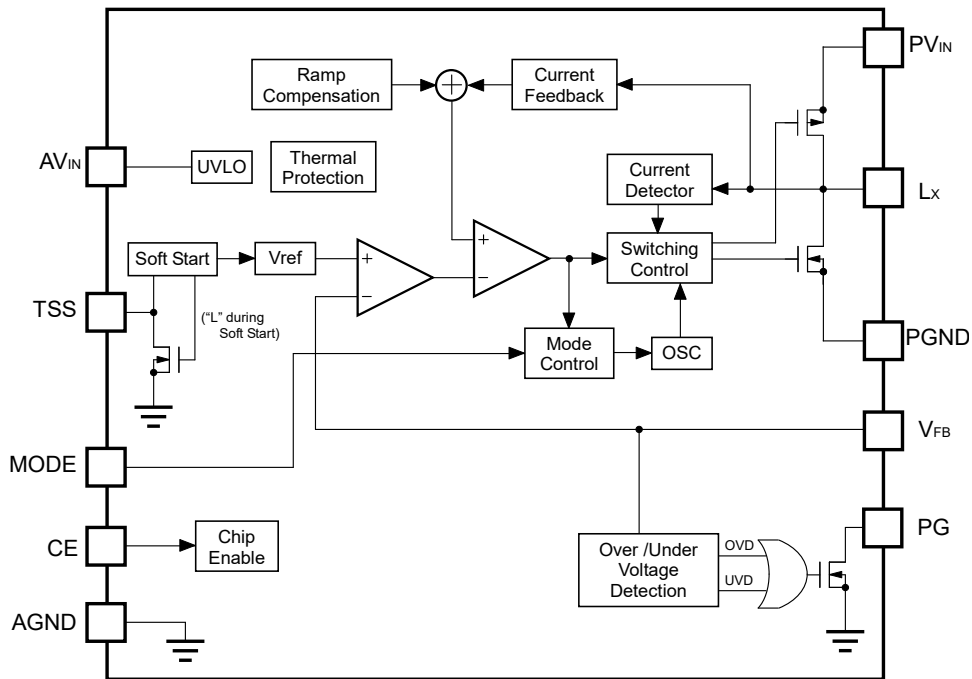 PVIN
Ramp
Compensation
+
Current
Feedback
AVIN
UVLO
Thermal
Protection
Current
Detector
LX
Soft Start
Vref
+
−
+
−
Switching
Control
TSS
("L" during
Soft Start)
Mode
Control
OSC
PGND
VFB
MODE
CE
Chip
Enable
Over /Under
Voltage
Detection
OVD
UVD
PG
AGND